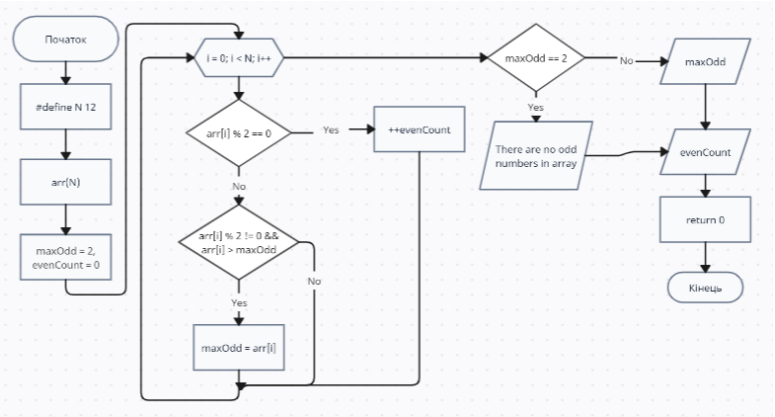 Початок
#define N 12
arr(N)
maxOdd = 2,
evenCount = 0
i = 0; i < N; i++
arr[i] % 2 == 0
Yes
++evenCount
No
arr[i] % 2 != 0 &&
arr[i] > maxOdd
No
Yes
maxOdd = arr[i]
maxOdd == 2
No
maxOdd
Yes
There are no odd
numbers in array
evenCount
return 0
Кінець